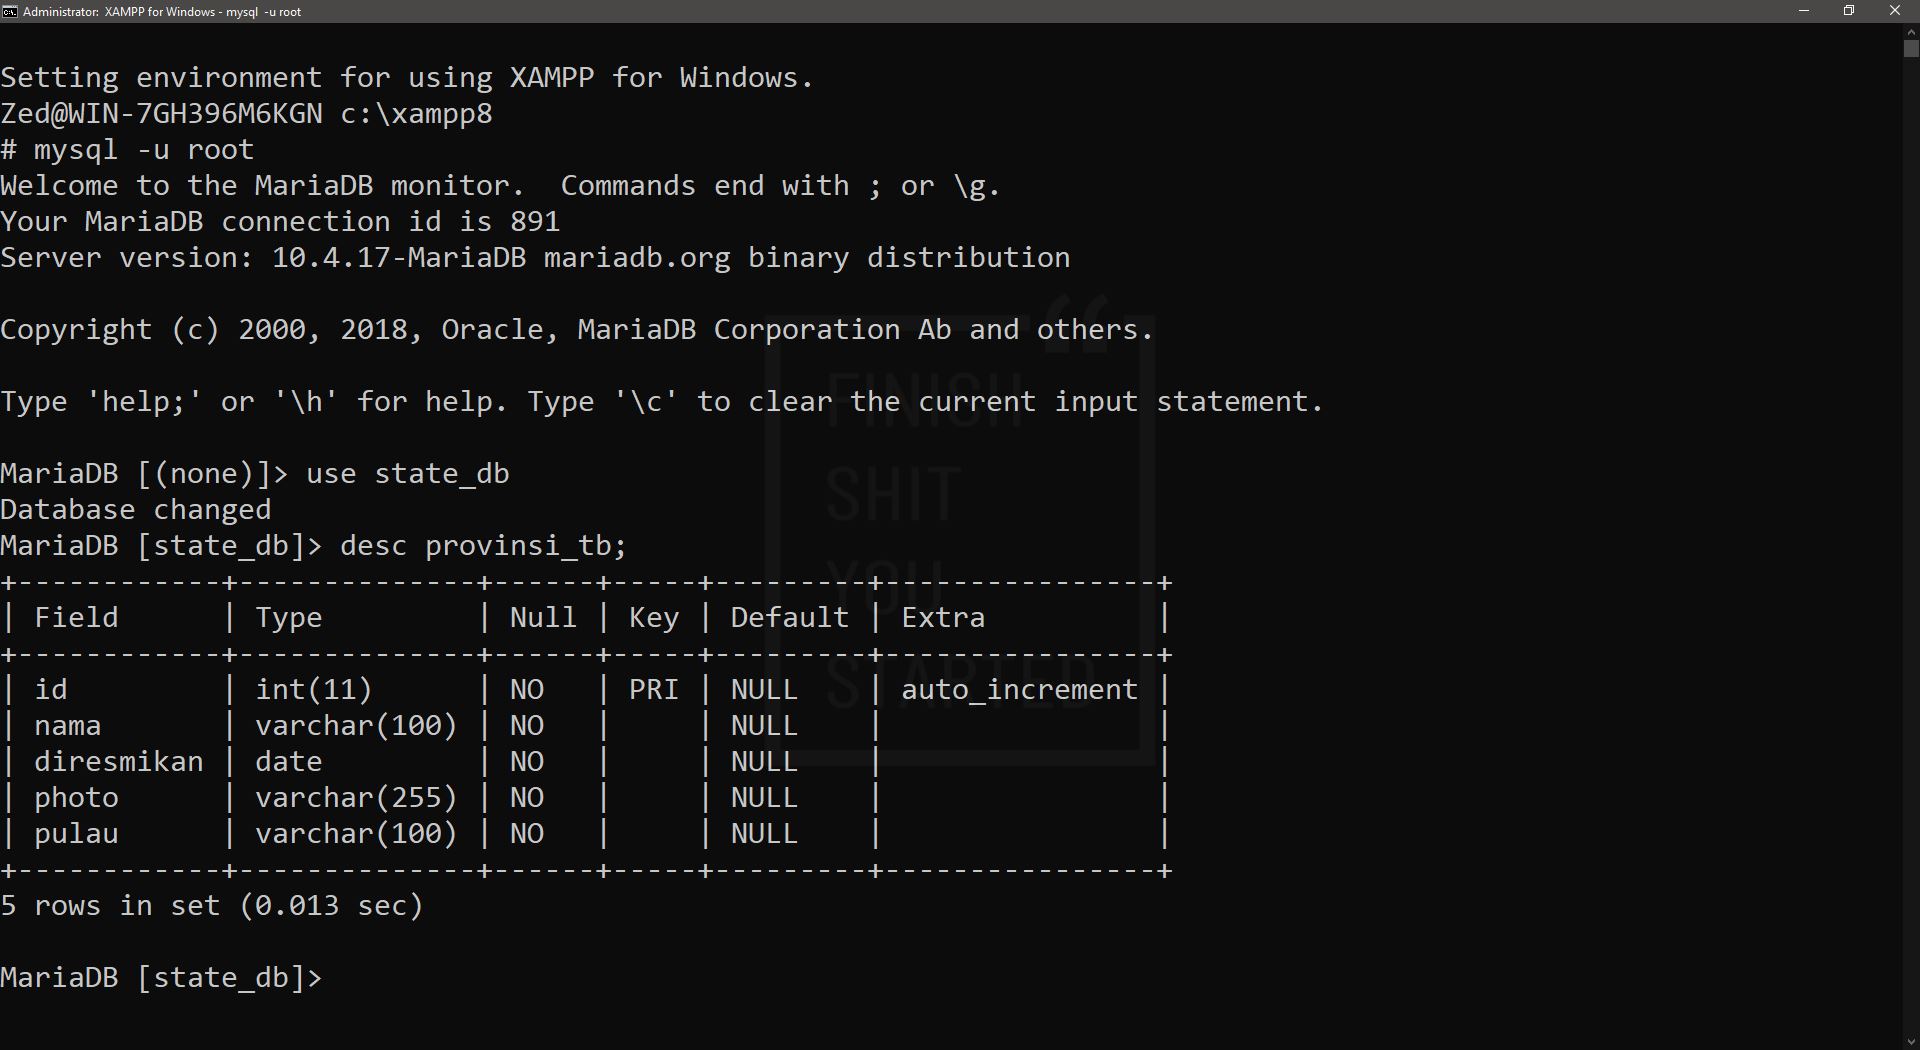 Administrator: XAMPP for Windows - mysql -u root
Setting environment for using XAMPP for Windows.
Zed@WIN-7GH396M6KGN c:\xampp8
# mysql -u root
Welcome to the MariaDB monitor.  Commands end with ; or \g.
Your MariaDB connection id is 891
Server version: 10.4.17-MariaDB mariadb.org binary distribution
Copyright (c) 2000, 2018, Oracle, MariaDB Corporation Ab and others.
Type 'help;' or '\h' for help. Type '\c' to clear the current input statement.
MariaDB [(none)]> use state_db
Database changed
MariaDB [state_db]> desc provinsi_tb;
+------------+--------------+------+-----+---------+----------------+
| Field      | Type         | Null | Key | Default | Extra          |
+------------+--------------+------+-----+---------+----------------+
| id         | int(11)      | NO   | PRI | NULL    | auto_increment |
| nama       | varchar(100) | NO   |     | NULL    |                |
| diresmikan | date         | NO   |     | NULL    |                |
| photo      | varchar(255) | NO   |     | NULL    |                |
| pulau      | varchar(100) | NO   |     | NULL    |                |
+------------+--------------+------+-----+---------+----------------+
5 rows in set (0.013 sec)
MariaDB [state_db]>
“
FINISH
SHIT
YOU
STARTED